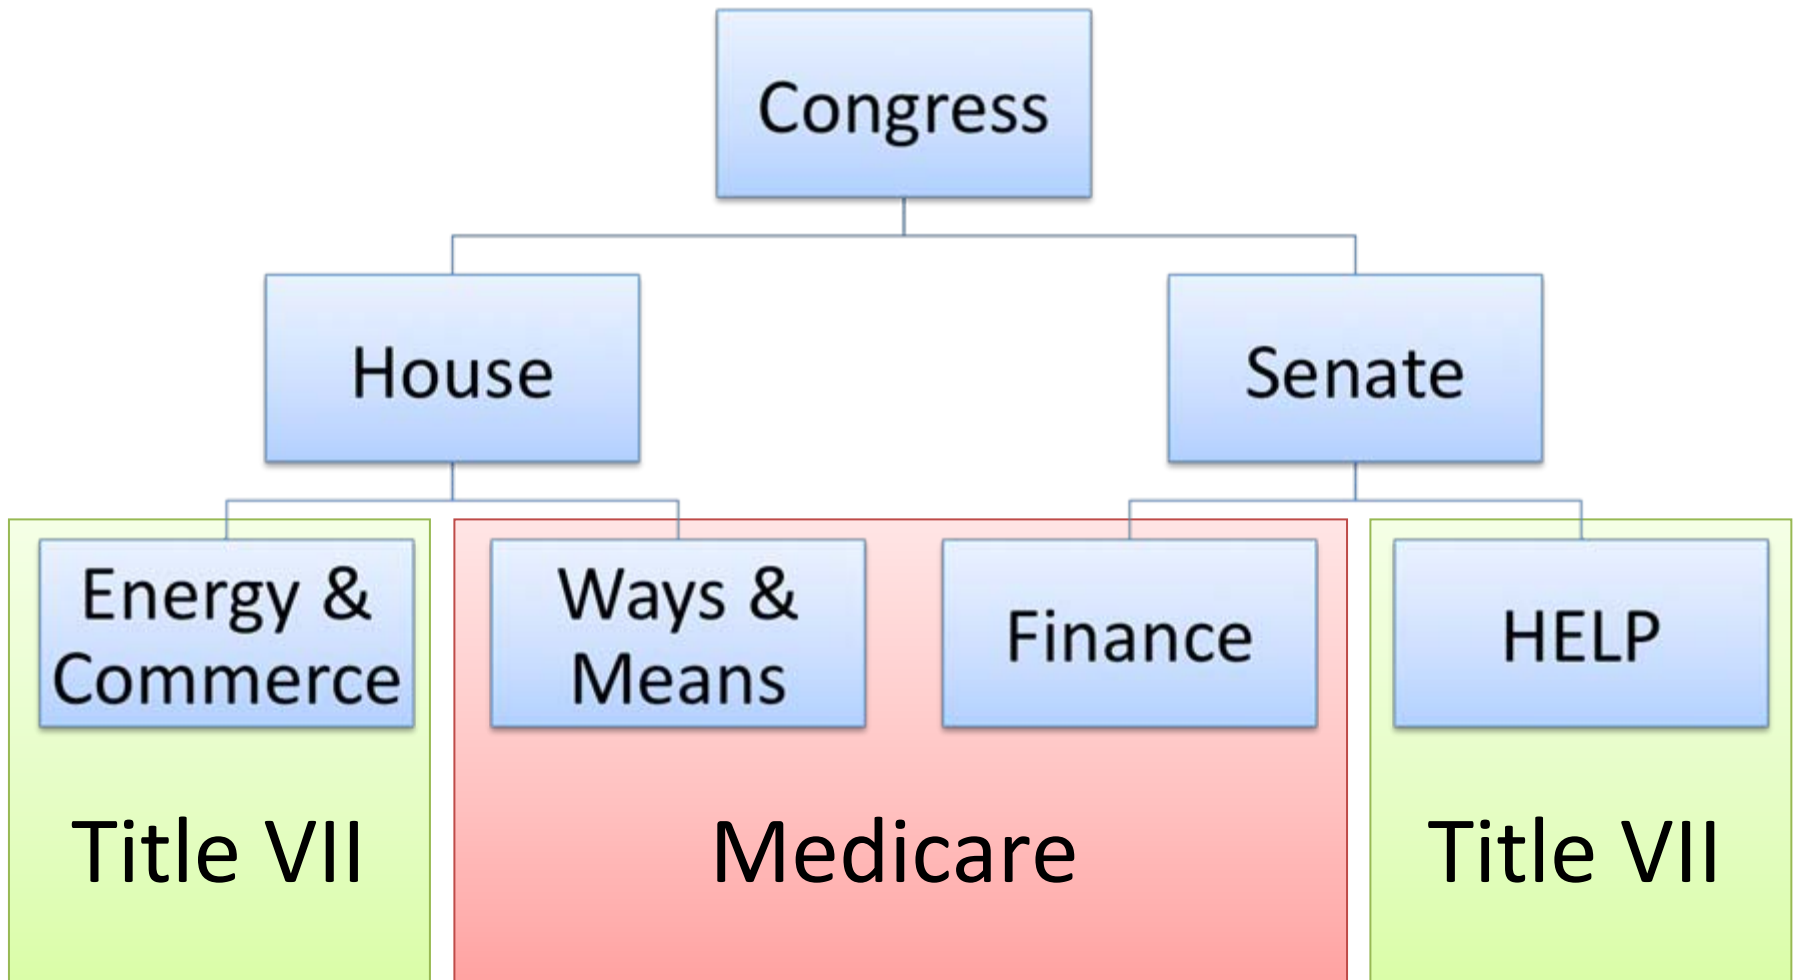 Congress
House
Senate
Energy &
Commerce
Ways &
Means
Finance
HELP
Title VII
Medicare
Title VII